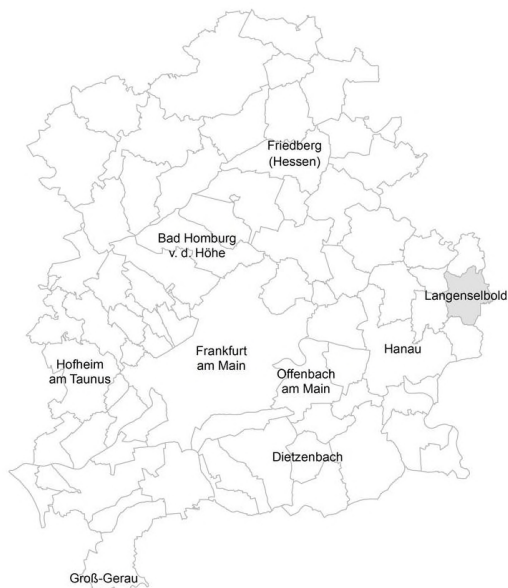 Friedberg
(Hessen)
Bad Homburg
v. d. Höhe
Langenselbold
Frankfurt
am Main
Hanau
Hofheim
am Taunus
Offenbach
am Main
Dietzenbach
Groß-Gerau